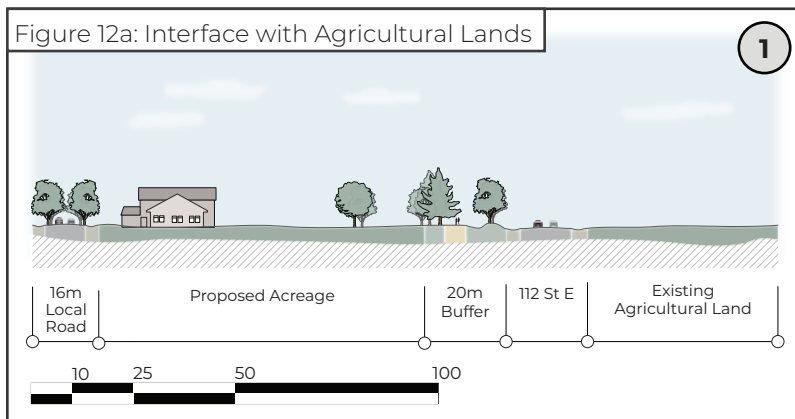 Figure 12a: Interface with Agricultural Lands
1
16m
Local
Road
Proposed Acreage
20m
Buffer
112 St E
Existing
Agricultural Land
10 25 50 100